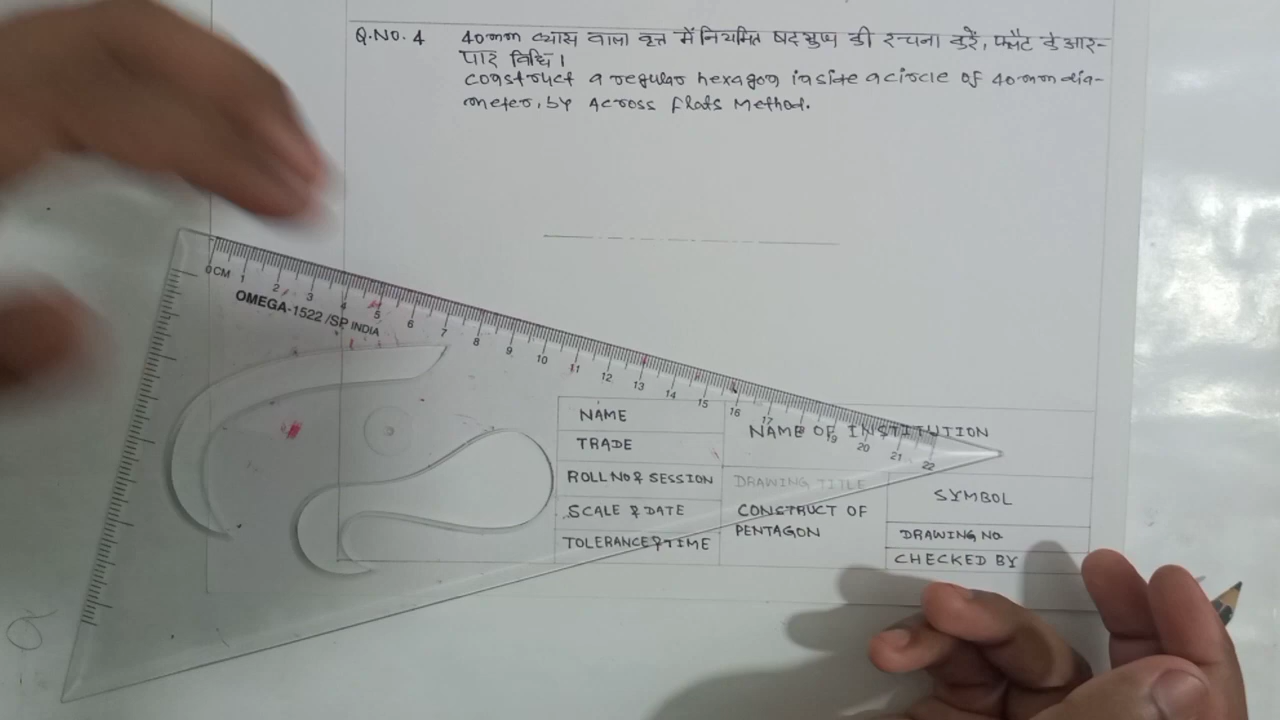 Q.NO. 4 40mm व्यास वाला वृत्त में नियमित षट्भुज की रचना करें, फ्लैट के आर-
पार विधि।
construct a regular hexagon inside a circle of 40mm dia-
meter, by Across flats Method.
0CM 1 2 3 4 5 6 7 8 9 10 11 12 13 14 15 16 17 9 20 21 22
OMEGA-1522/SP INDIA
NAME
TRADE
ROLL NO & SESSION
SCALE & DATE
TOLERANCE & TIME
NAME OF INSTITUTION
DRAWING TITLE
CONSTRUCT OF
PENTAGON
SYMBOL
DRAWING NO
CHECKED BY